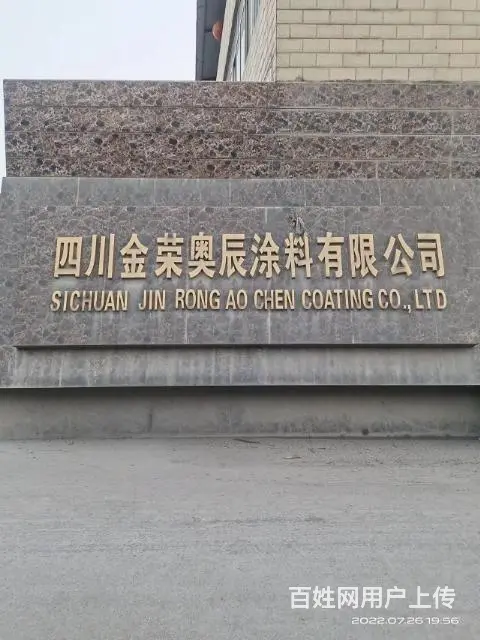 四川金荣奥辰涂料有限公司
SICHUAN JIN RONG AO CHEN COATING CO.,LTD
百姓网用户上传
2022.07.26 19:56